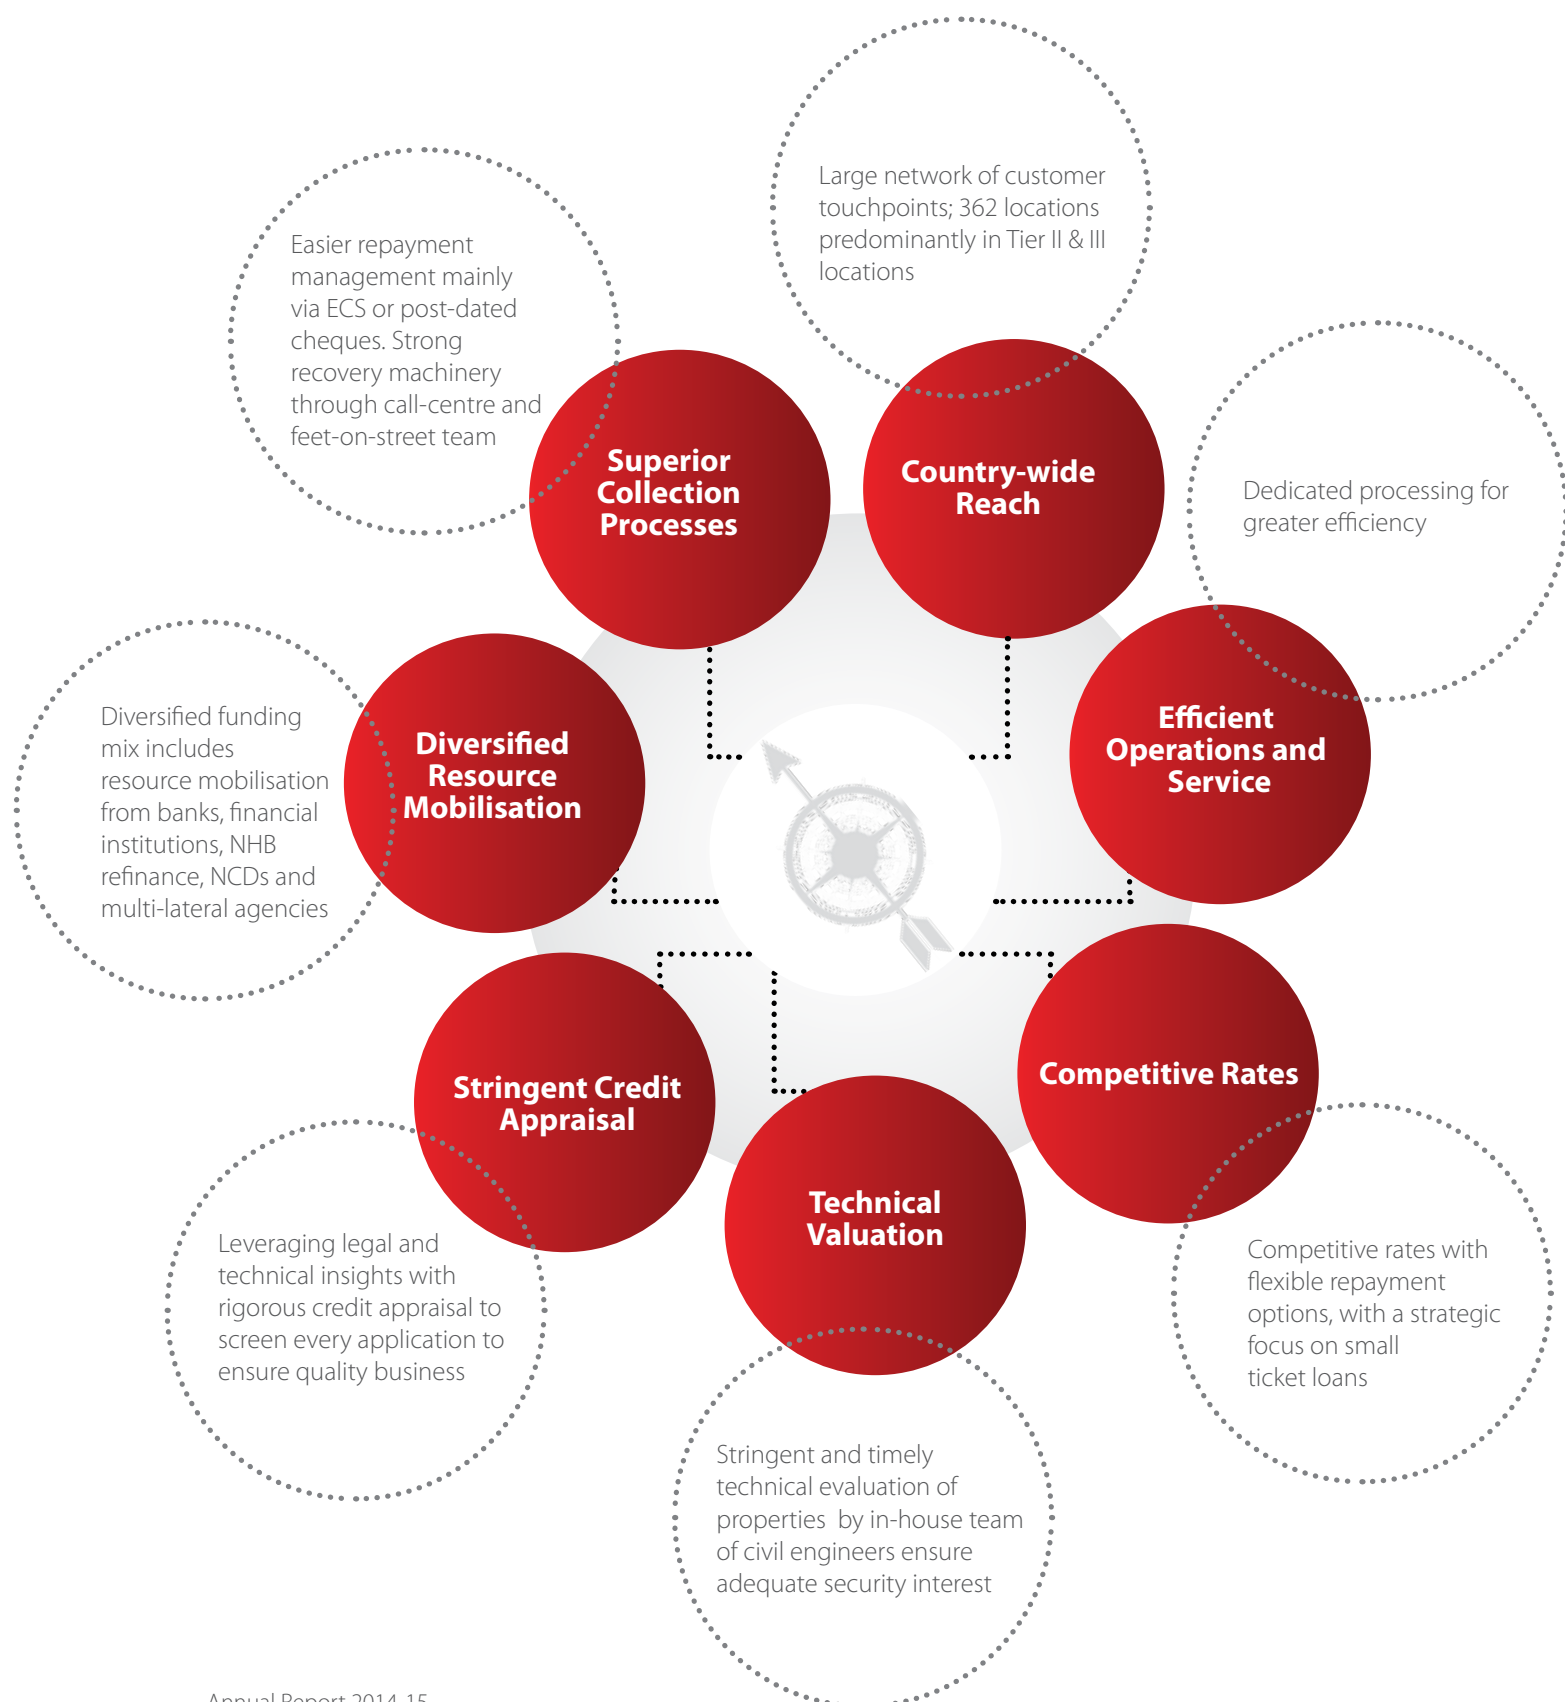 Large network of customer
touchpoints; 362 locations
predominantly in Tier II & III
locations
Easier repayment
management mainly
via ECS or post-dated
cheques. Strong
recovery machinery
through call-centre and
feet-on-street team
Superior
Collection
Processes
Country-wide
Reach
Dedicated processing for
greater efficiency
Efficient
Operations and
Service
Diversified funding
mix includes
resource mobilisation
from banks, financial
institutions, NHB
refinance, NCDs and
multi-lateral agencies
Diversified
Resource
Mobilisation
Competitive Rates
Stringent Credit
Appraisal
Technical
Valuation
Leveraging legal and
technical insights with
rigorous credit appraisal to
screen every application to
ensure quality business
Competitive rates with
flexible repayment
options, with a strategic
focus on small
ticket loans
Stringent and timely
technical evaluation of
properties  by in-house team
of civil engineers ensure
adequate security interest
Annual Report 2014-15